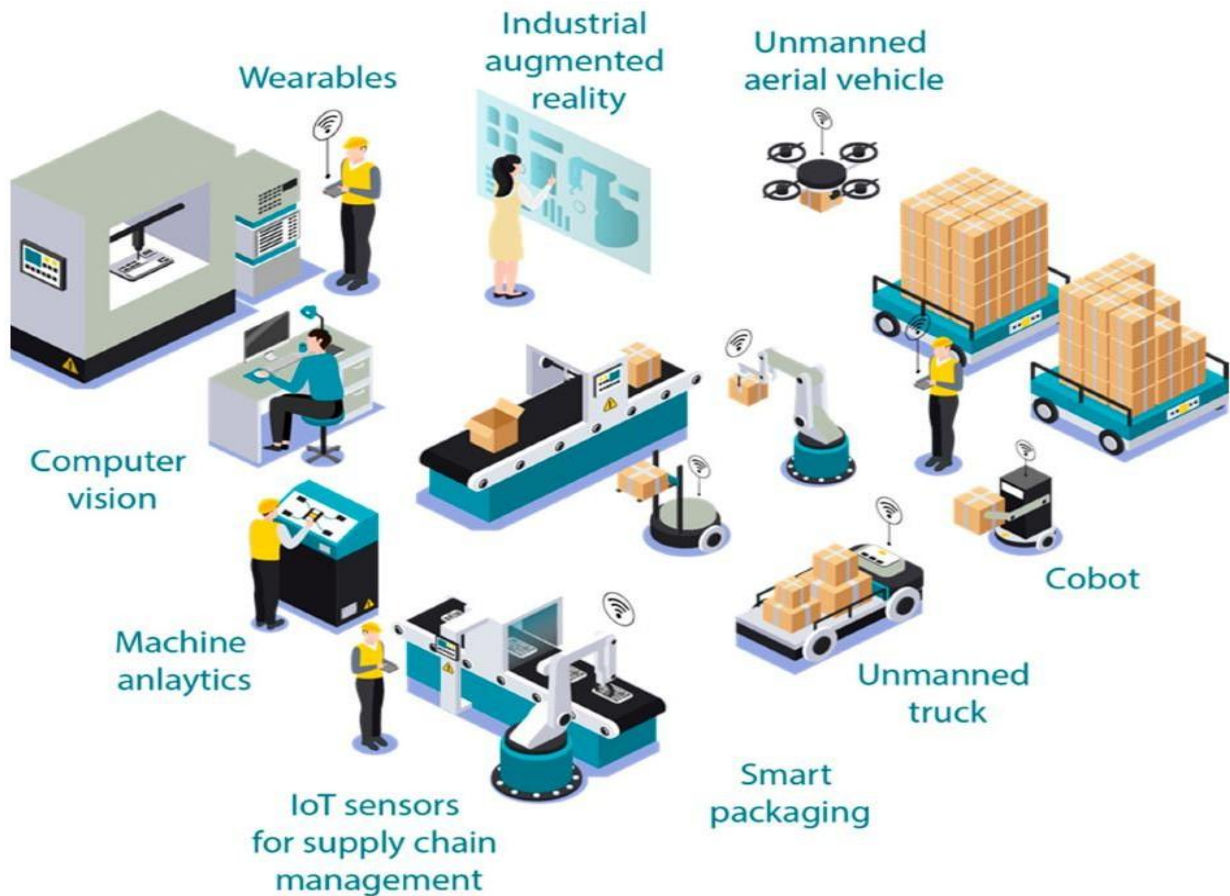 Wearables
Industrial
augmented
reality
Unmanned
aerial vehicle
Computer
vision
Cobot
Machine
anlaytics
Unmanned
truck
Smart
packaging
IoT sensors
for supply chain
management